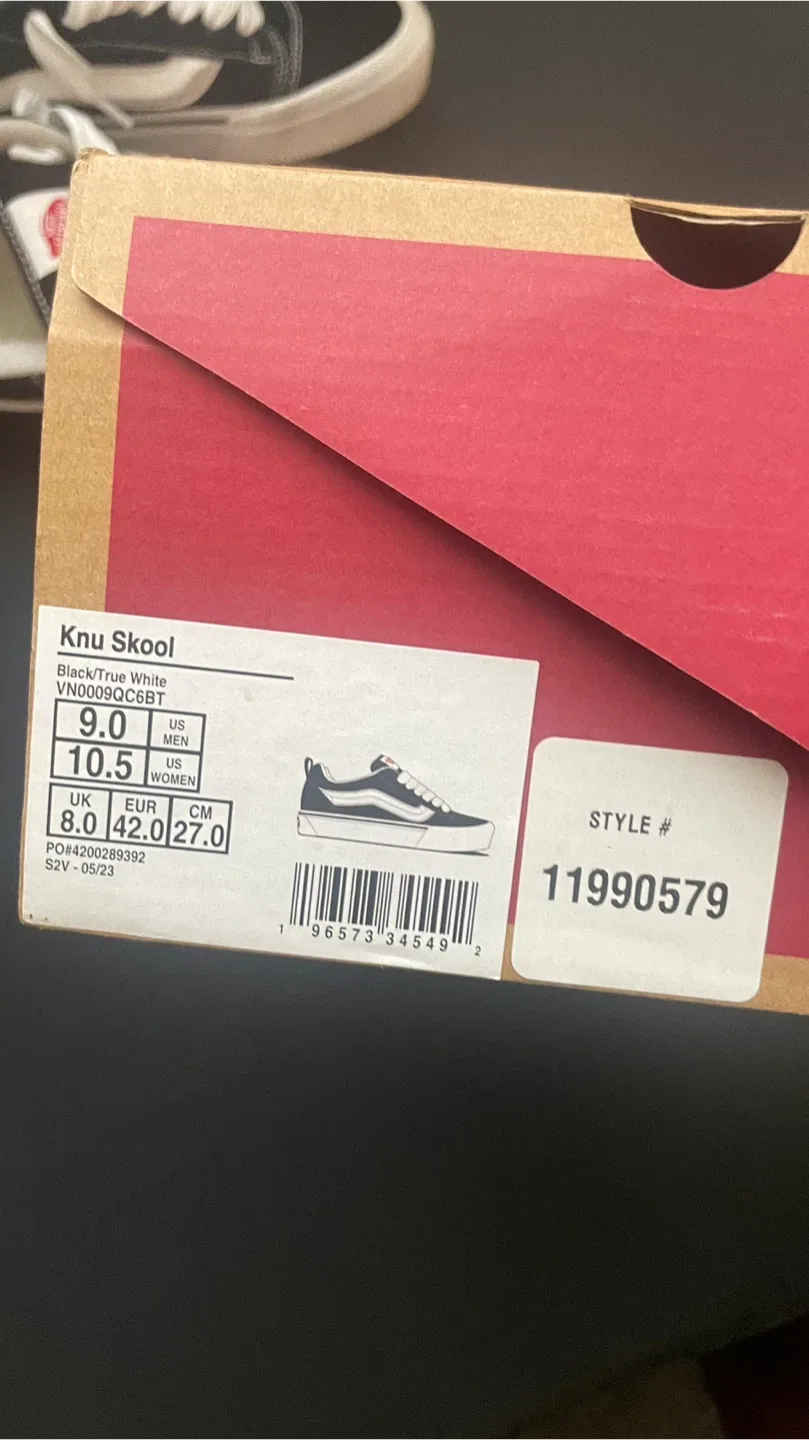 Knu Skool
Black/True White
VN0009QC6BT
9.0 US MEN
10.5 US WOMEN
UK 8.0 EUR 42.0 CM 27.0
PO#4200289392
S2V - 05/23
1 96573 34549 2
STYLE #
11990579